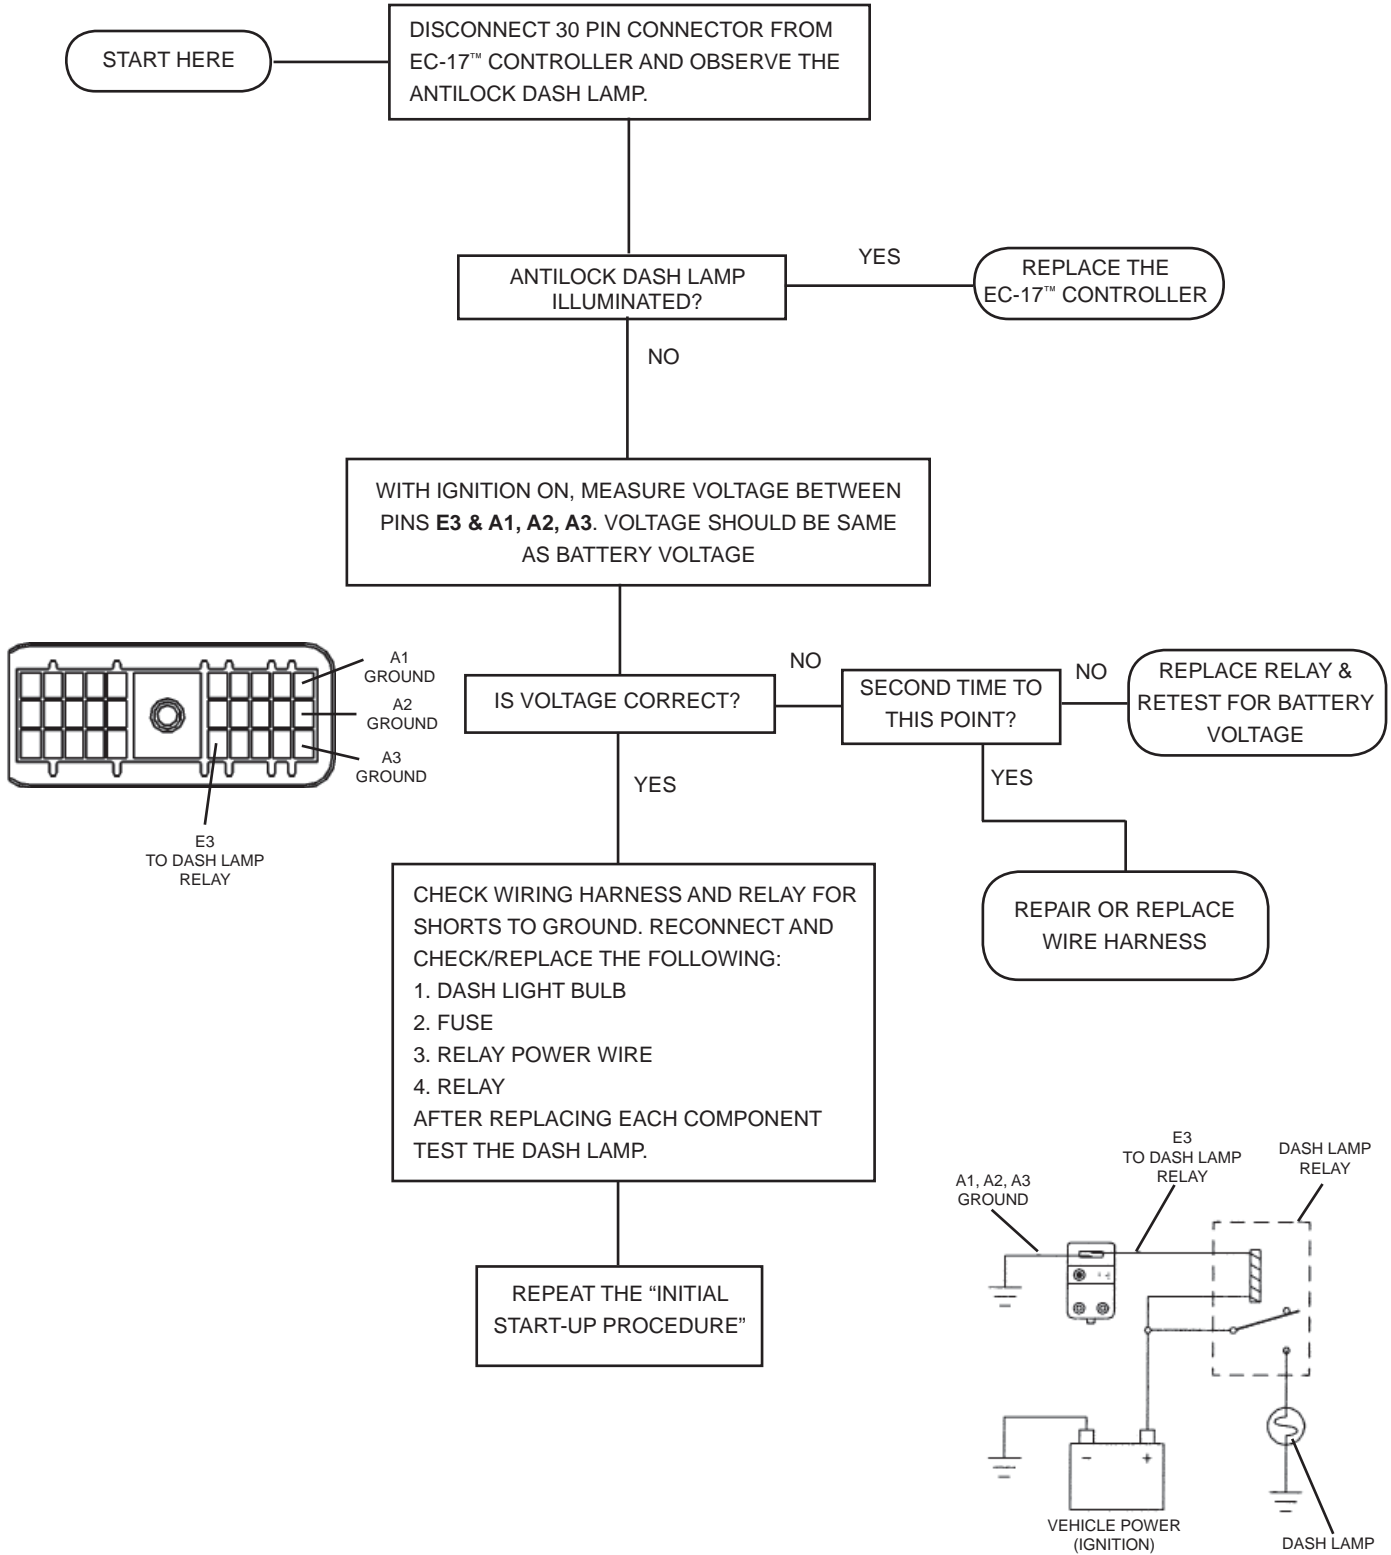 START HERE
DISCONNECT 30 PIN CONNECTOR FROM
EC-17™ CONTROLLER AND OBSERVE THE
ANTILOCK DASH LAMP.
ANTILOCK DASH LAMP
ILLUMINATED?
YES
REPLACE THE
EC-17™ CONTROLLER
NO
WITH IGNITION ON, MEASURE VOLTAGE BETWEEN
PINS E3 & A1, A2, A3. VOLTAGE SHOULD BE SAME
AS BATTERY VOLTAGE
A1
GROUND
A2
GROUND
A3
GROUND
E3
TO DASH LAMP
RELAY
IS VOLTAGE CORRECT?
NO
SECOND TIME TO
THIS POINT?
NO
REPLACE RELAY &
RETEST FOR BATTERY
VOLTAGE
YES
REPAIR OR REPLACE
WIRE HARNESS
YES
CHECK WIRING HARNESS AND RELAY FOR
SHORTS TO GROUND. RECONNECT AND
CHECK/REPLACE THE FOLLOWING:
1. DASH LIGHT BULB
2. FUSE
3. RELAY POWER WIRE
4. RELAY
AFTER REPLACING EACH COMPONENT
TEST THE DASH LAMP.
REPEAT THE “INITIAL
START-UP PROCEDURE”
A1, A2, A3
GROUND
E3
TO DASH LAMP
RELAY
DASH LAMP
RELAY
- +
VEHICLE POWER
(IGNITION)
DASH LAMP